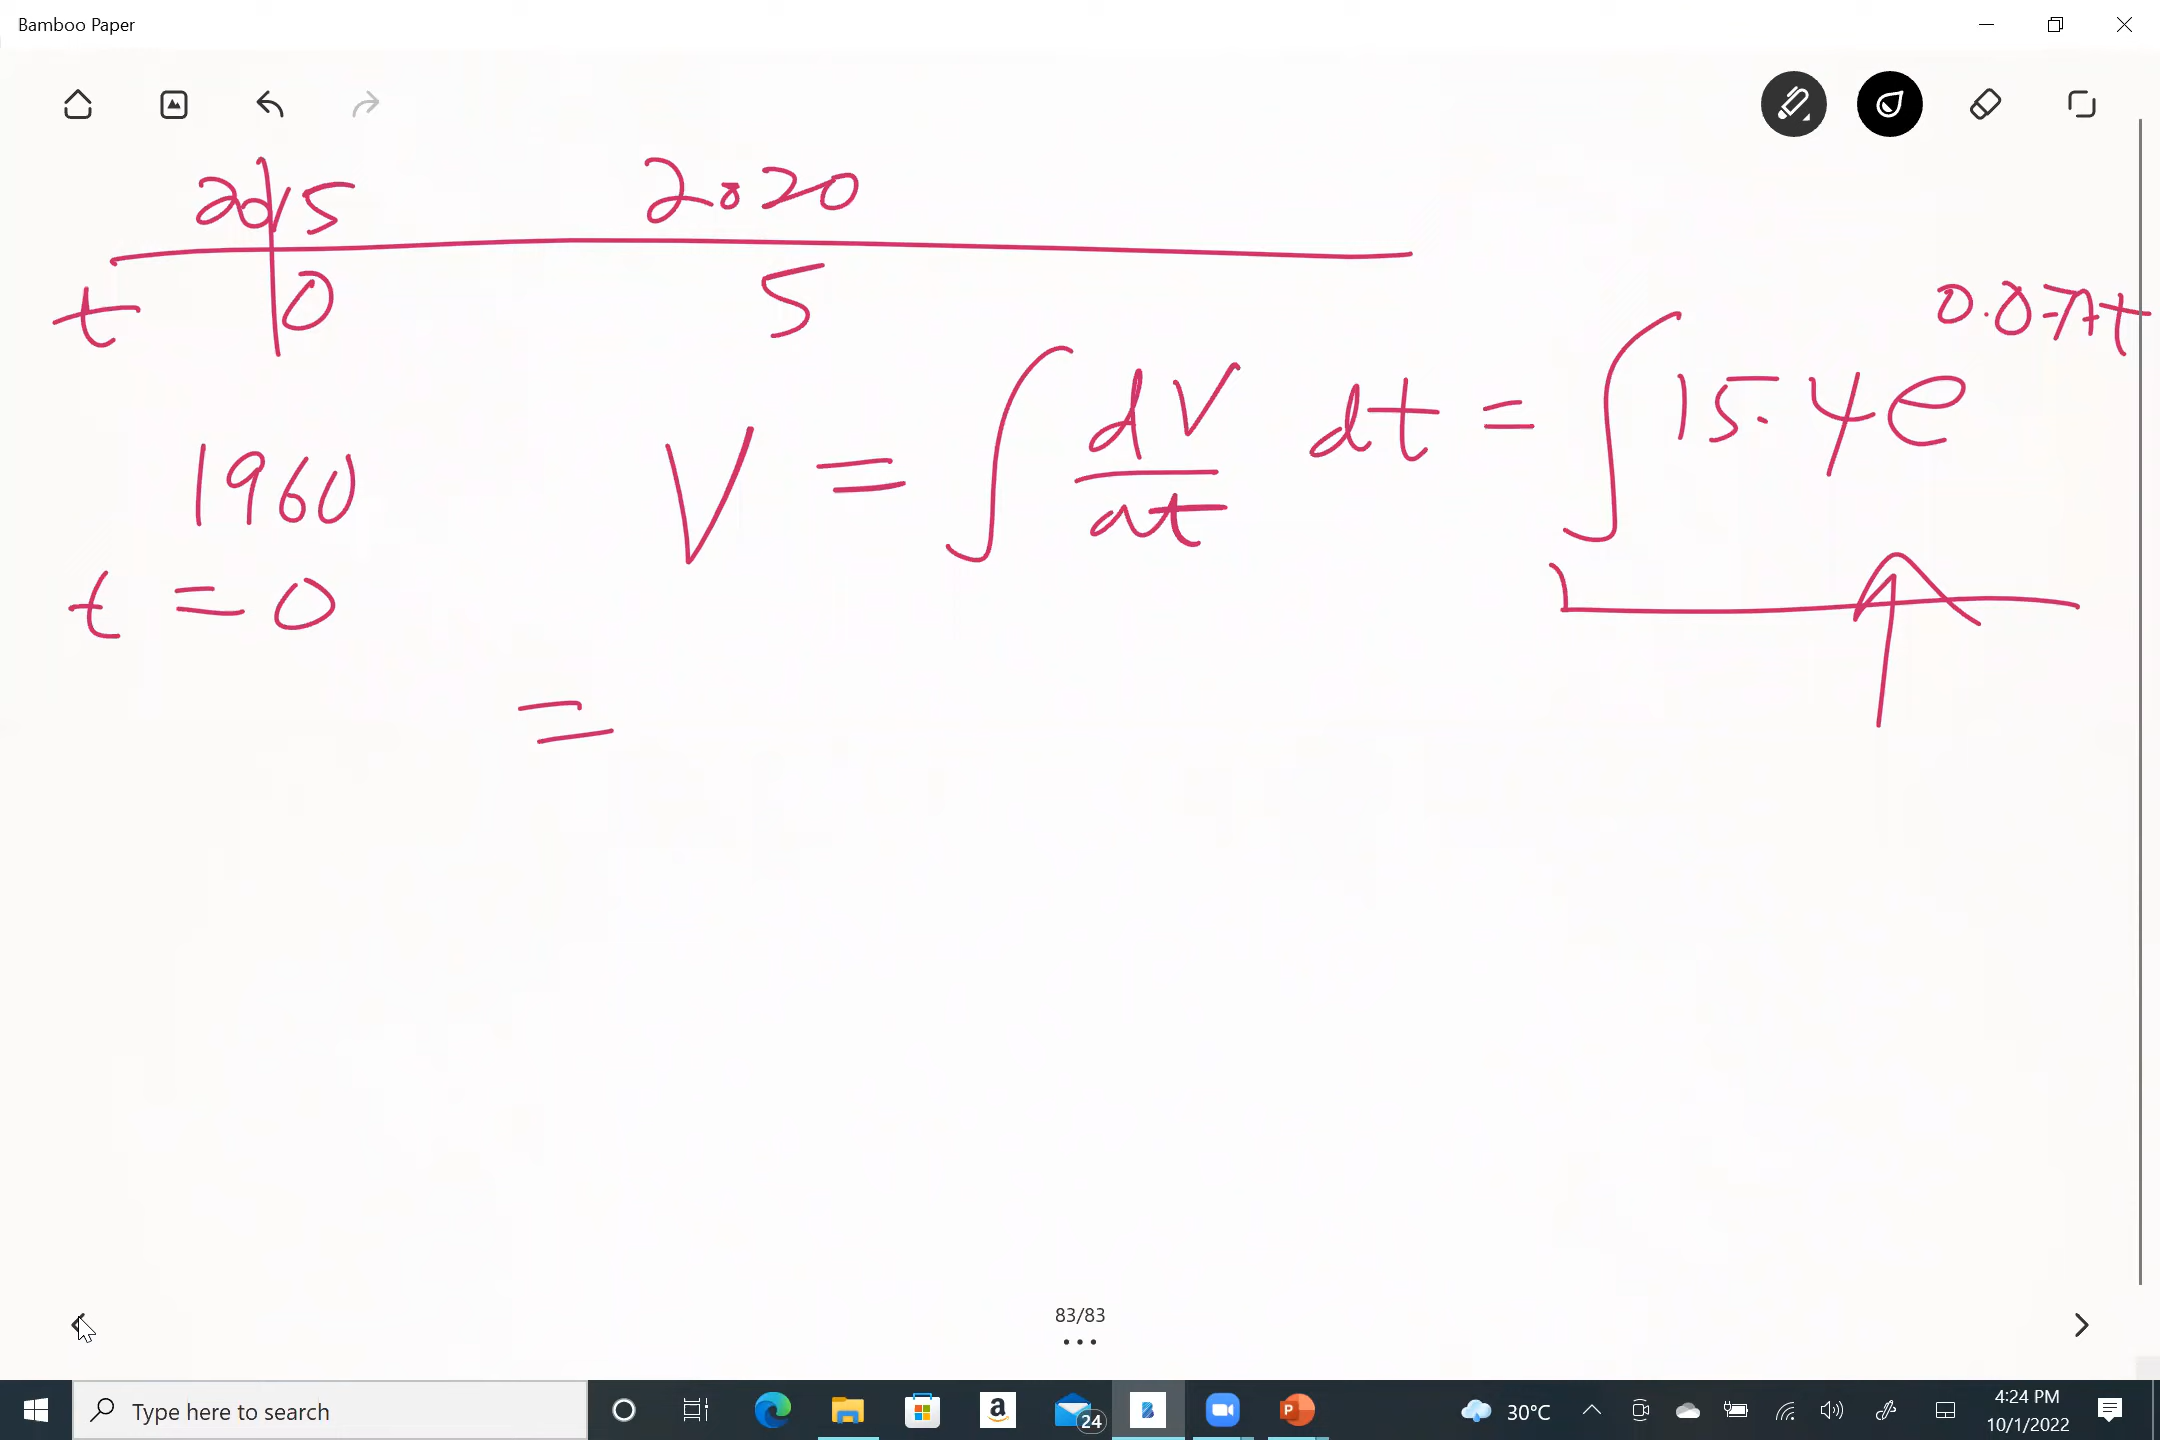 Bamboo Paper
2015 2020
t 0 5
1960
t = 0
V = ∫ dV/dt dt = ∫ 15.4 e^0.077t
=
83/83
Type here to search
24
30°C
4:24 PM
10/1/2022